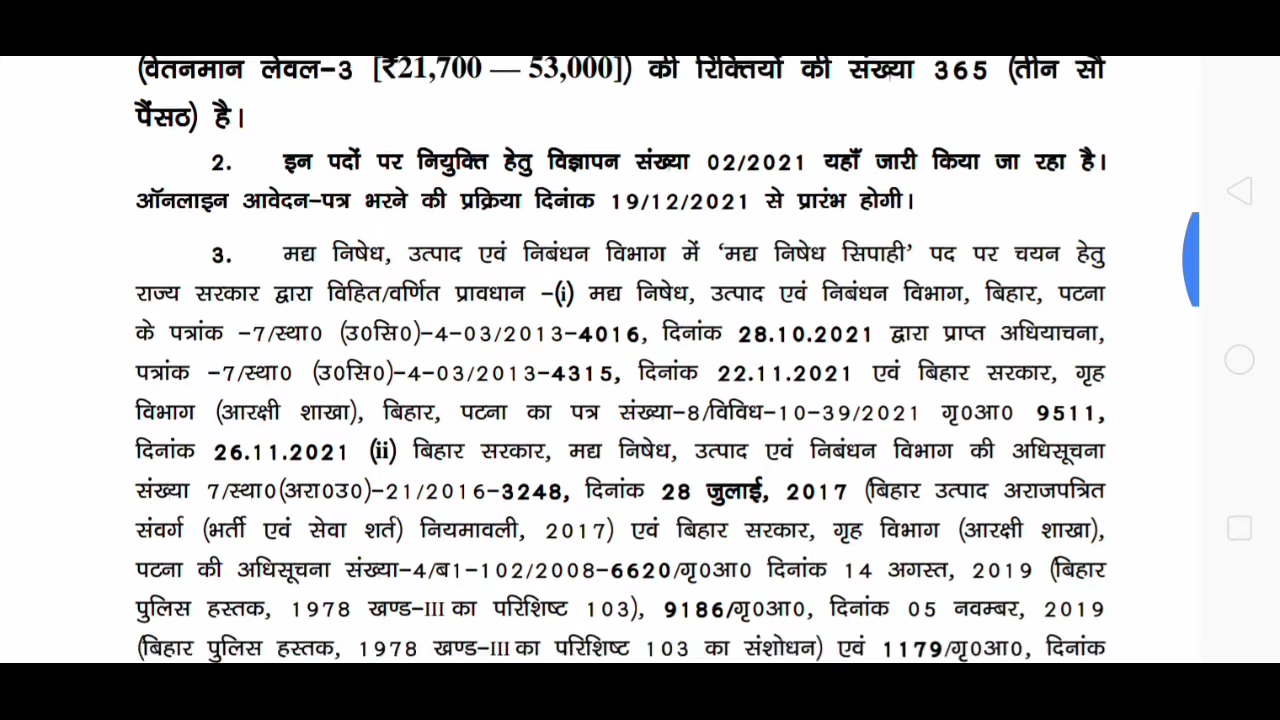 (वेतनमान लेवल-3 [₹21,700 — 53,000]) की रिक्तियों की संख्या 365 (तीन सौ
पैंसठ) है।
2. इन पदों पर नियुक्ति हेतु विज्ञापन संख्या 02/2021 यहाँ जारी किया जा रहा है।
ऑनलाइन आवेदन-पत्र भरने की प्रक्रिया दिनांक 19/12/2021 से प्रारंभ होगी।
3. मद्य निषेध, उत्पाद एवं निबंधन विभाग में ‘मद्य निषेध सिपाही’ पद पर चयन हेतु
राज्य सरकार द्वारा विहित/वर्णित प्रावधान -(i) मद्य निषेध, उत्पाद एवं निबंधन विभाग, बिहार, पटना
के पत्रांक -7/स्था0 (उ0सि0)-4-03/2013-4016, दिनांक 28.10.2021 द्वारा प्राप्त अधियाचना,
पत्रांक -7/स्था0 (उ0सि0)-4-03/2013-4315, दिनांक 22.11.2021 एवं बिहार सरकार, गृह
विभाग (आरक्षी शाखा), बिहार, पटना का पत्र संख्या-8/विविध-10-39/2021 गृ0आ0 9511,
दिनांक 26.11.2021 (ii) बिहार सरकार, मद्य निषेध, उत्पाद एवं निबंधन विभाग की अधिसूचना
संख्या 7/स्था0(अरा0उ0)-21/2016-3248, दिनांक 28 जुलाई, 2017 (बिहार उत्पाद अराजपत्रित
संवर्ग (भर्ती एवं सेवा शर्त) नियमावली, 2017) एवं बिहार सरकार, गृह विभाग (आरक्षी शाखा),
पटना की अधिसूचना संख्या-4/ब1-102/2008-6620/गृ0आ0 दिनांक 14 अगस्त, 2019 (बिहार
पुलिस हस्तक, 1978 खण्ड-III का परिशिष्ट 103), 9186/गृ0आ0, दिनांक 05 नवम्बर, 2019
(बिहार पुलिस हस्तक, 1978 खण्ड-III का परिशिष्ट 103 का संशोधन) एवं 1179/गृ0आ0, दिनांक